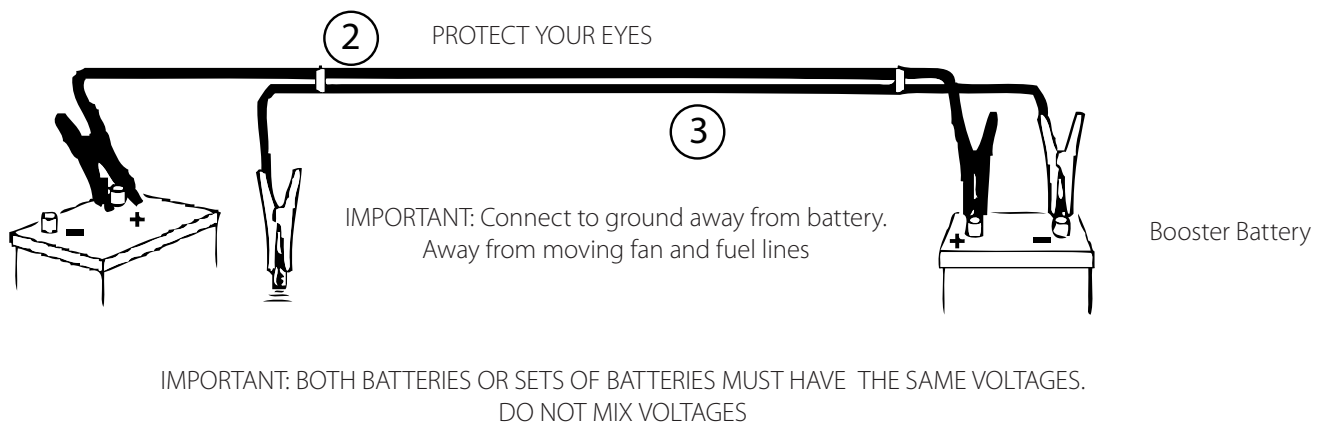 2
PROTECT YOUR EYES
3
IMPORTANT: Connect to ground away from battery.
Away from moving fan and fuel lines
- +
+ -
Booster Battery
IMPORTANT: BOTH BATTERIES OR SETS OF BATTERIES MUST HAVE THE SAME VOLTAGES.
DO NOT MIX VOLTAGES